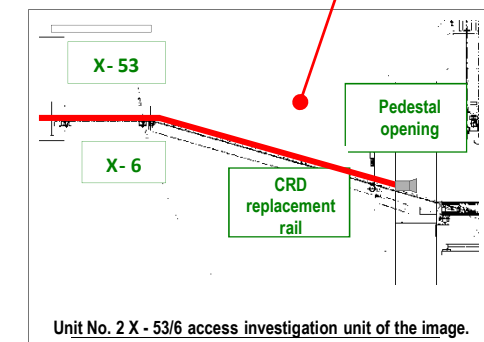 X- 53
Pedestal
opening
X- 6
CRD
replacement
rail
Unit No. 2 X - 53/6 access investigation unit of the image.